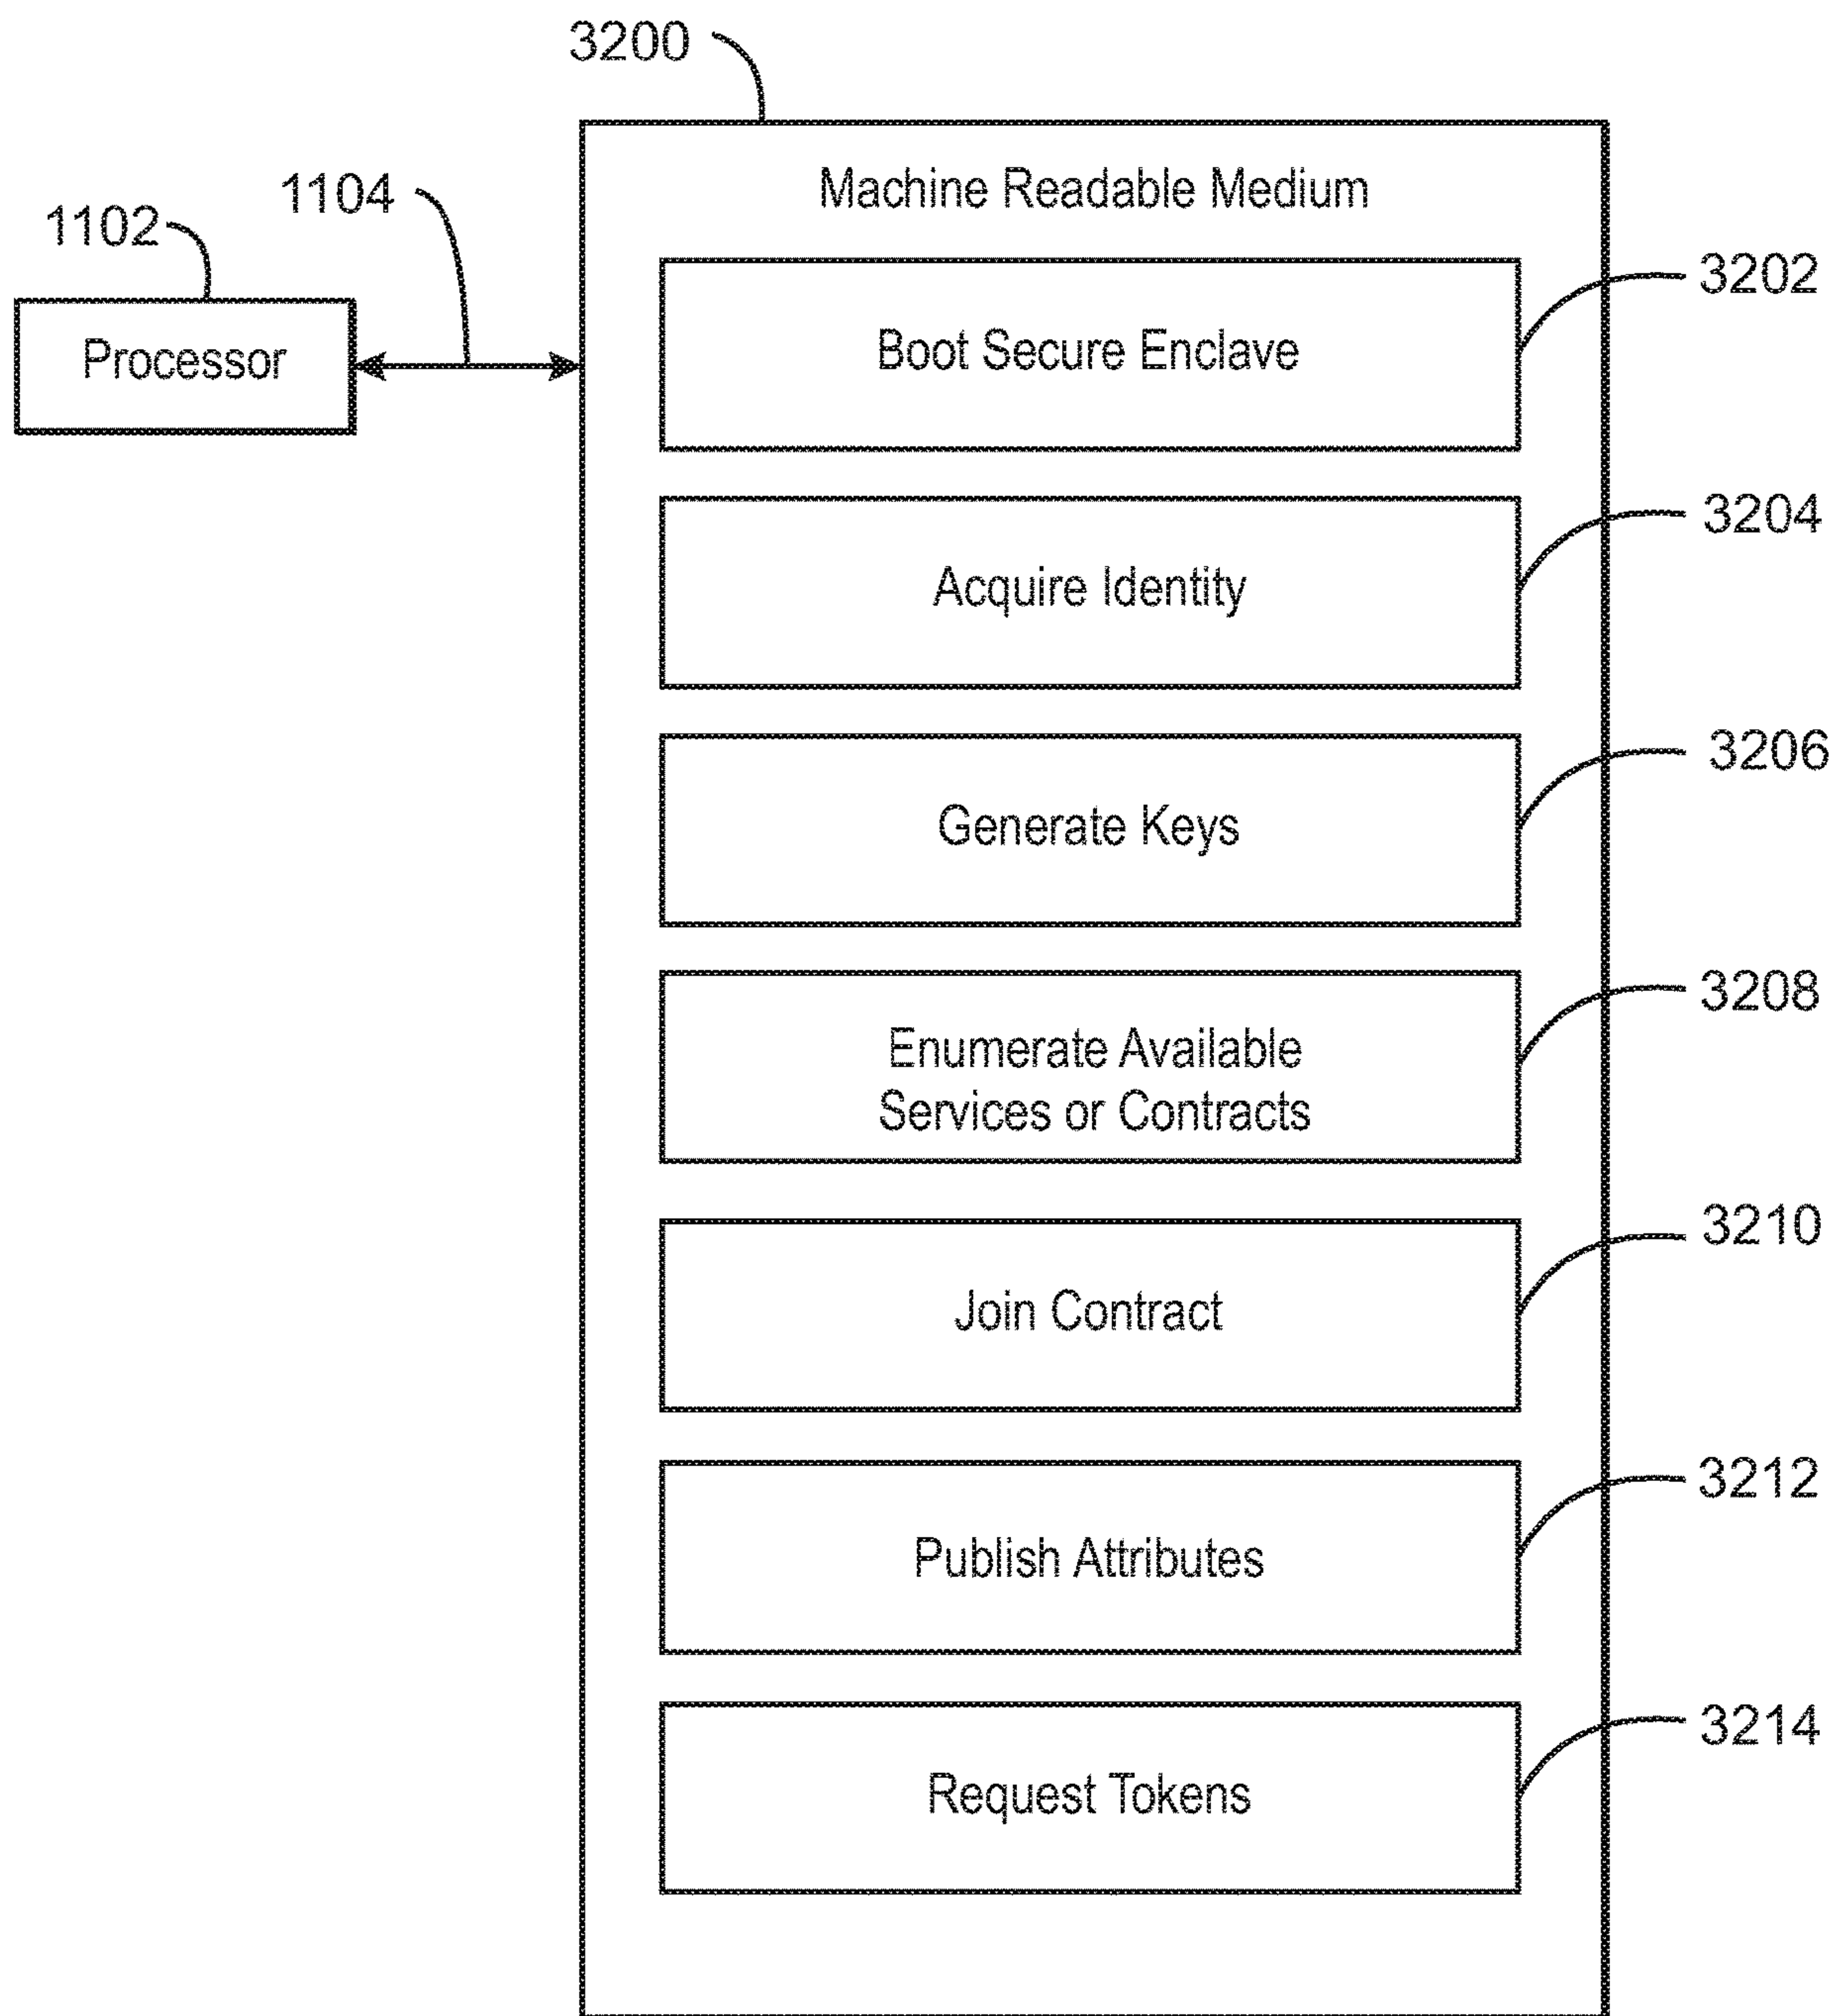 3200
Machine Readable Medium
1104
1102
Processor
Boot Secure Enclave
3202
Acquire Identity
3204
Generate Keys
3206
Enumerate Available
Services or Contracts
3208
Join Contract
3210
Publish Attributes
3212
Request Tokens
3214